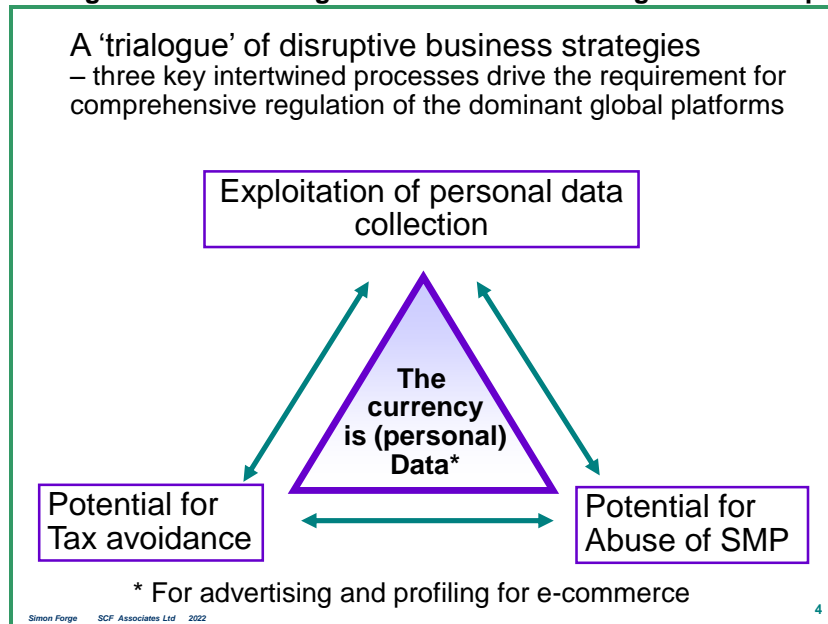 A ‘trialogue’ of disruptive business strategies
– three key intertwined processes drive the requirement for
comprehensive regulation of the dominant global platforms
Exploitation of personal data
collection
The
currency
is (personal)
Data*
Potential for
Tax avoidance
Potential for
Abuse of SMP
* For advertising and profiling for e-commerce
Simon Forge SCF Associates Ltd 2022
4